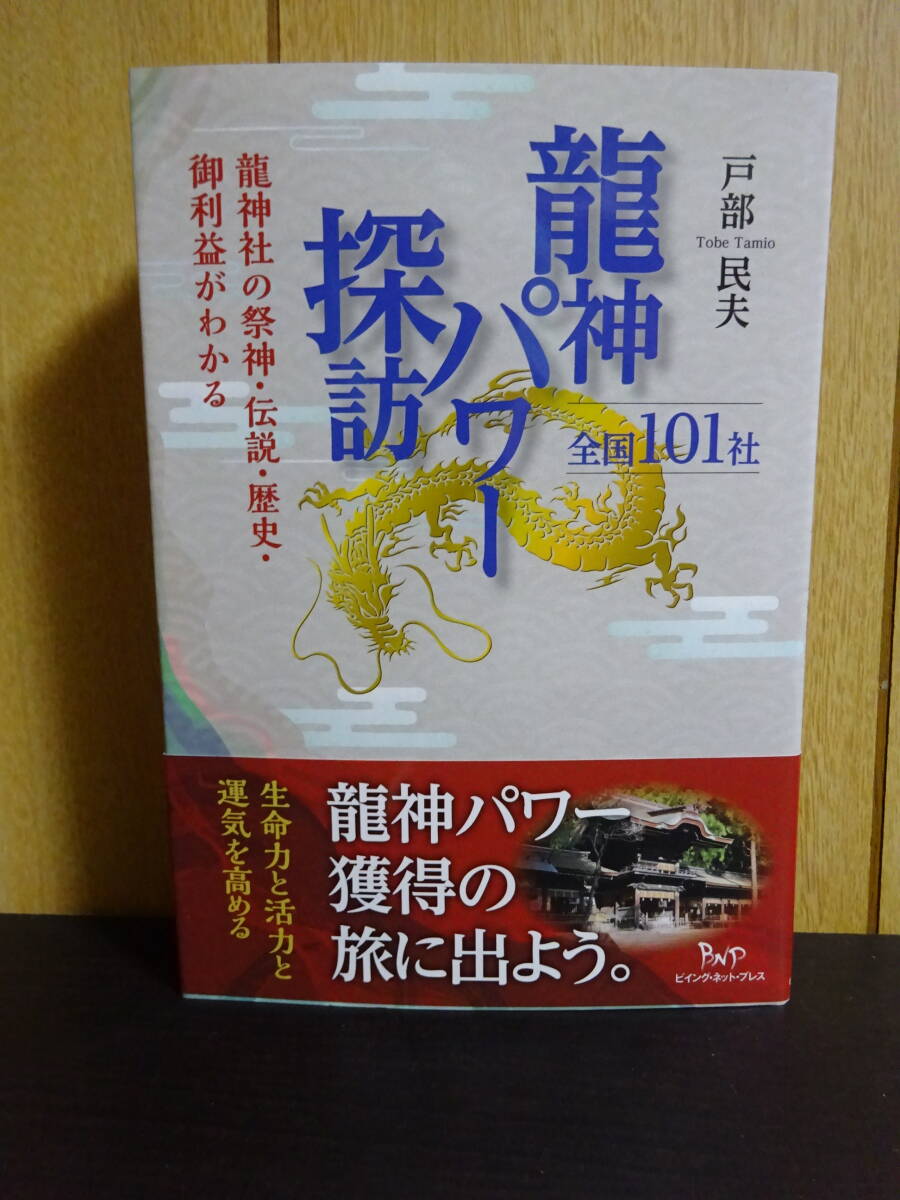 戸部民夫
Tobe Tamio
龍神
パワー
探訪
全国101社
龍神社の祭神・伝説・歴史・
御利益がわかる
龍神パワー
獲得の
旅に出よう。
生命力と活力と
運気を高める
BNP
ビイング・ネット・プレス